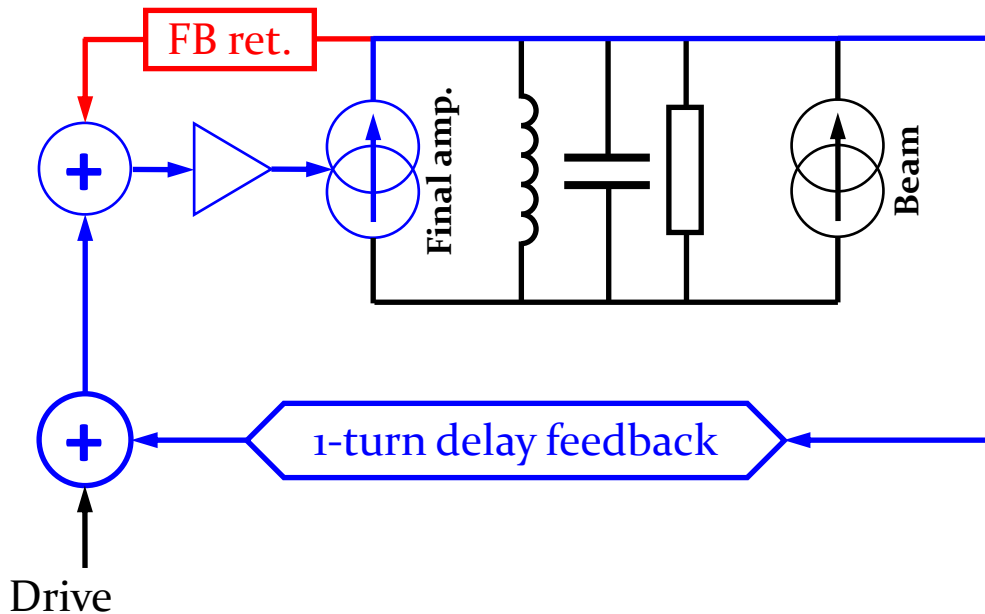 FB ret.
+
Final amp.
Beam
+
1-turn delay feedback
Drive